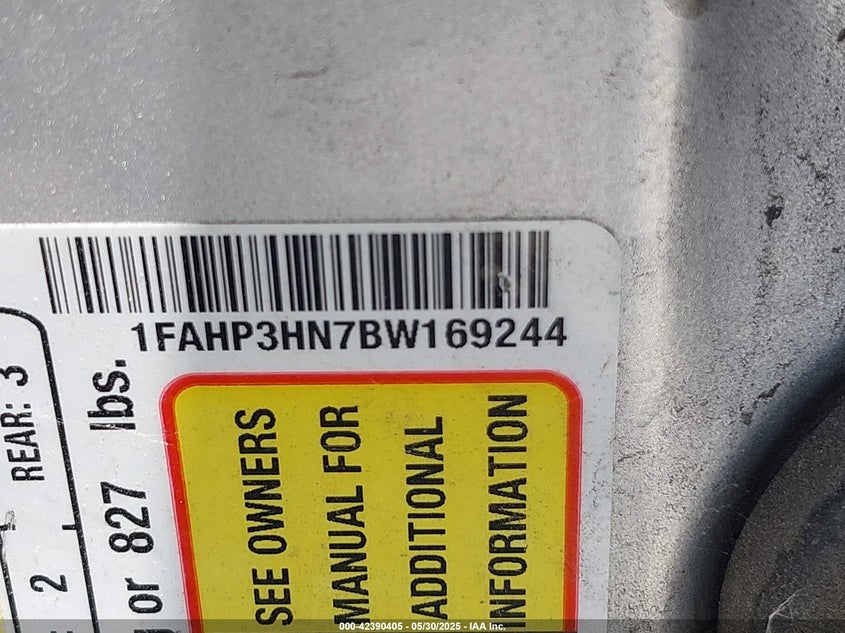 1FAHP3HN7BW169244
REAR: 3
2
or 827 lbs.
SEE OWNERS
MANUAL FOR
ADDITIONAL
INFORMATION
000-42390405 - 05/30/2025 - IAA Inc.